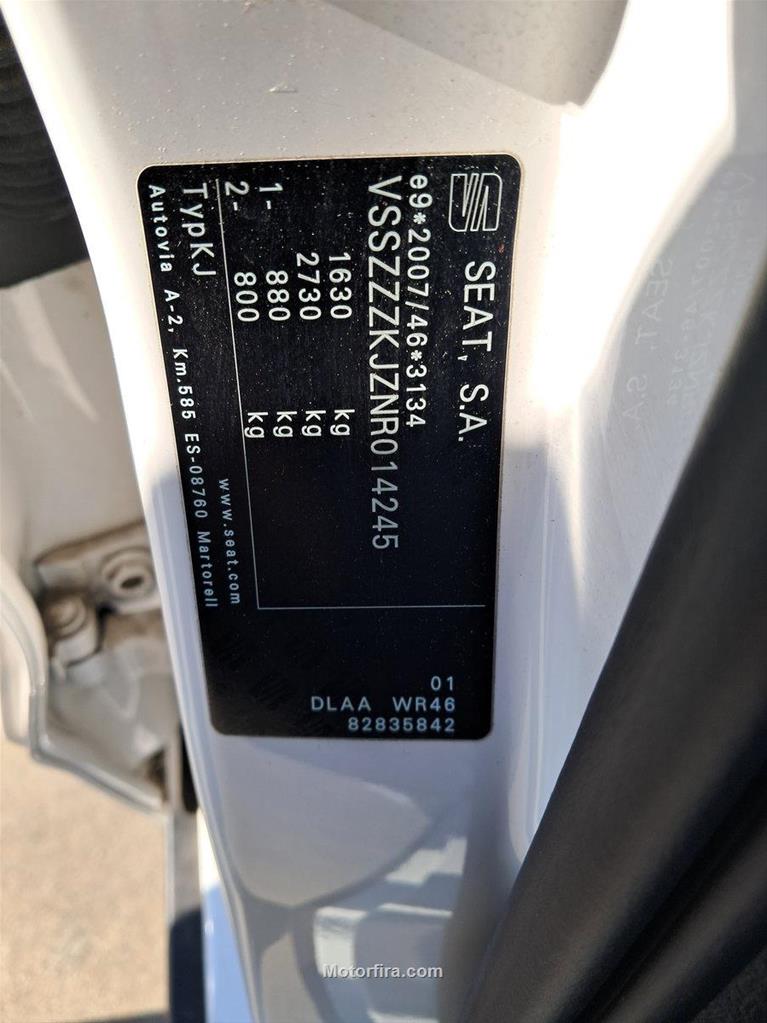 SEAT, S.A.
e9*2007/46*3134
VSSZZZKJZNR014245
1630 kg
2730 kg
1- 880 kg
2- 800 kg
TypKJ
www.seat.com
Autovia A-2, Km.585 ES-08760 Martorell
01
DLAA WR46
82835842
Motorfira.com